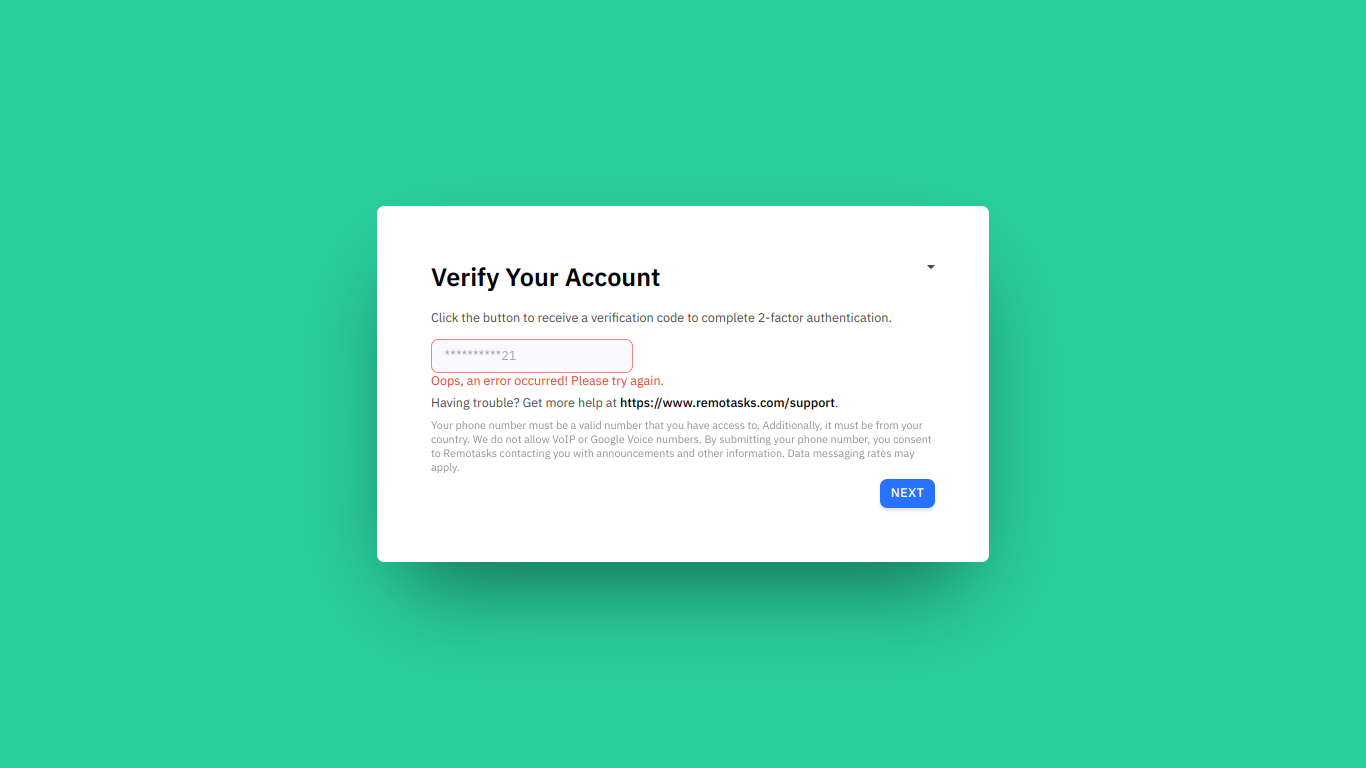 Verify Your Account
Click the button to receive a verification code to complete 2-factor authentication.
**********21
Oops, an error occurred! Please try again.
Having trouble? Get more help at https://www.remotasks.com/support.
Your phone number must be a valid number that you have access to. Additionally, it must be from your
country. We do not allow VoIP or Google Voice numbers. By submitting your phone number, you consent
to Remotasks contacting you with announcements and other information. Data messaging rates may
apply.
NEXT